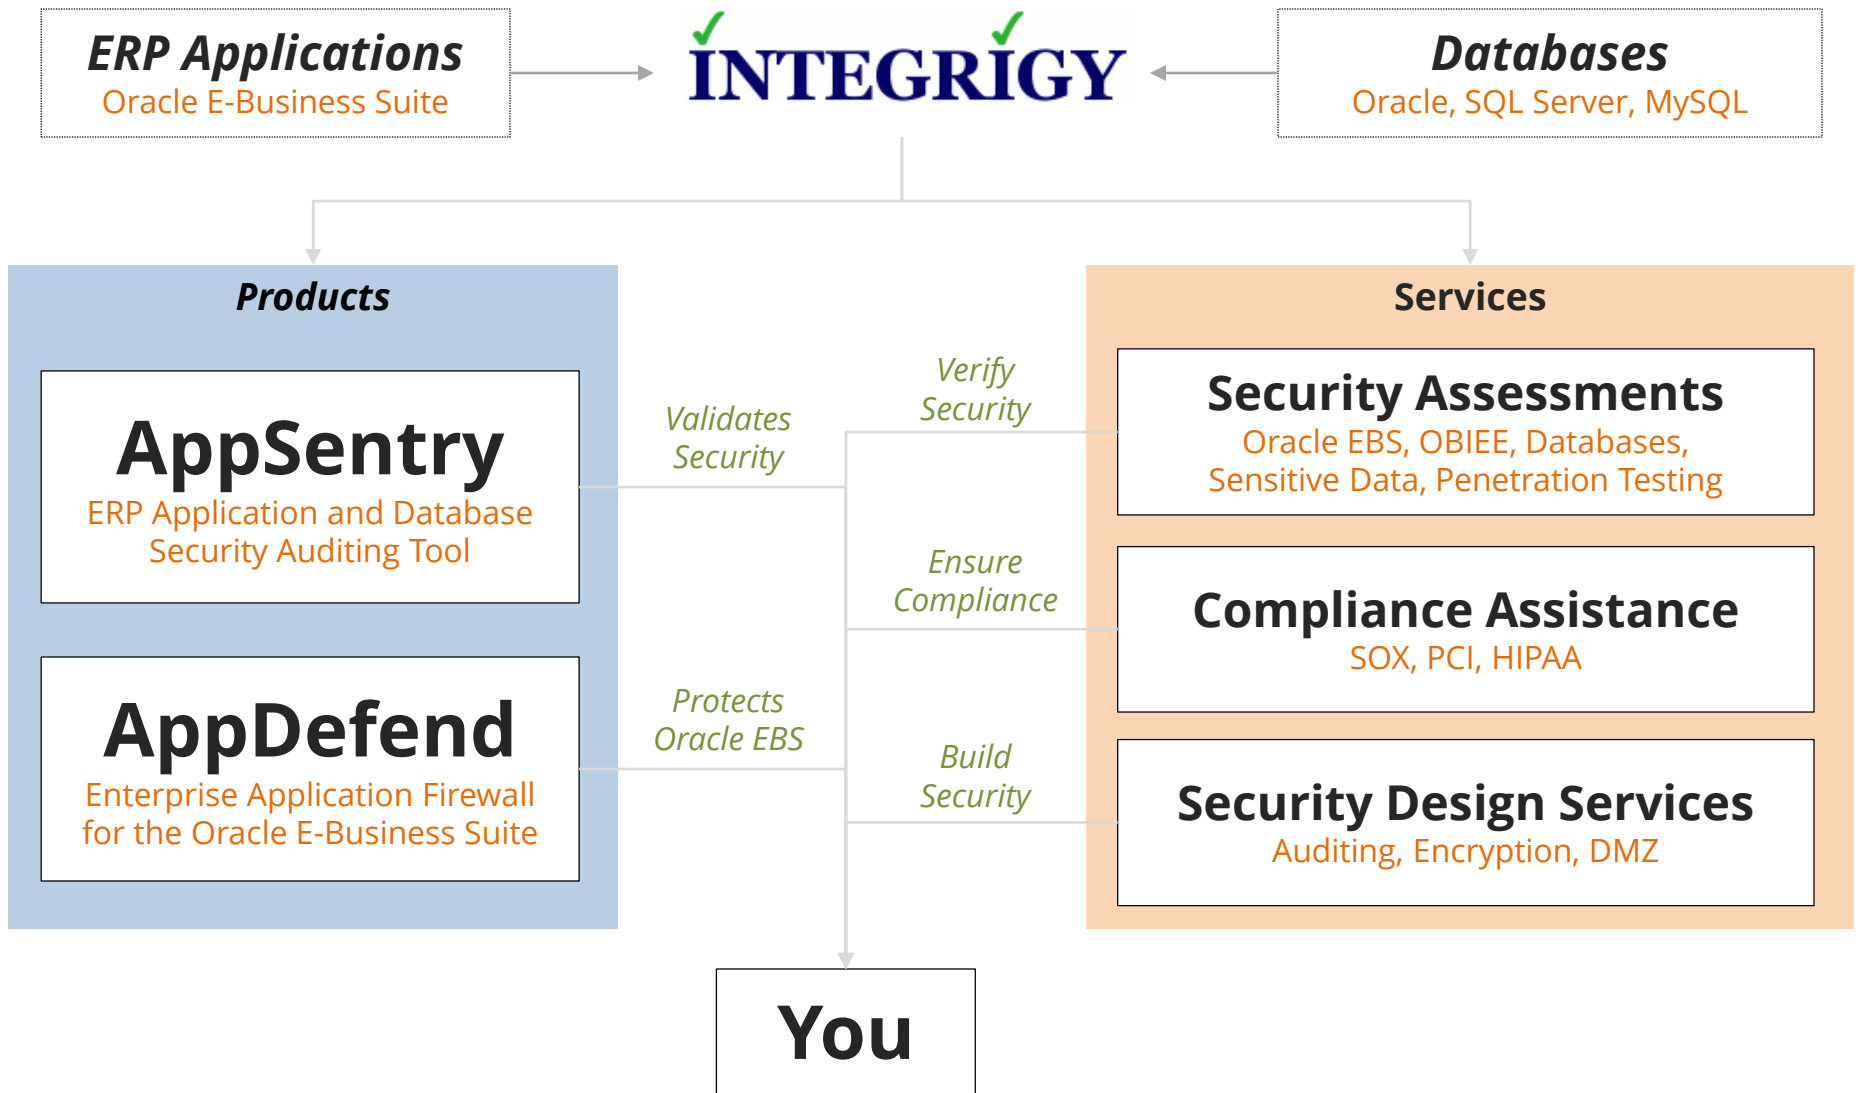 ERP Applications
Oracle E-Business Suite
INTEGRIGY
Databases
Oracle, SQL Server, MySQL
Products
AppSentry
ERP Application and Database
Security Auditing Tool
AppDefend
Enterprise Application Firewall
for the Oracle E-Business Suite
Validates
Security
Protects
Oracle EBS
Verify
Security
Ensure
Compliance
Build
Security
Services
Security Assessments
Oracle EBS, OBIEE, Databases,
Sensitive Data, Penetration Testing
Compliance Assistance
SOX, PCI, HIPAA
Security Design Services
Auditing, Encryption, DMZ
You